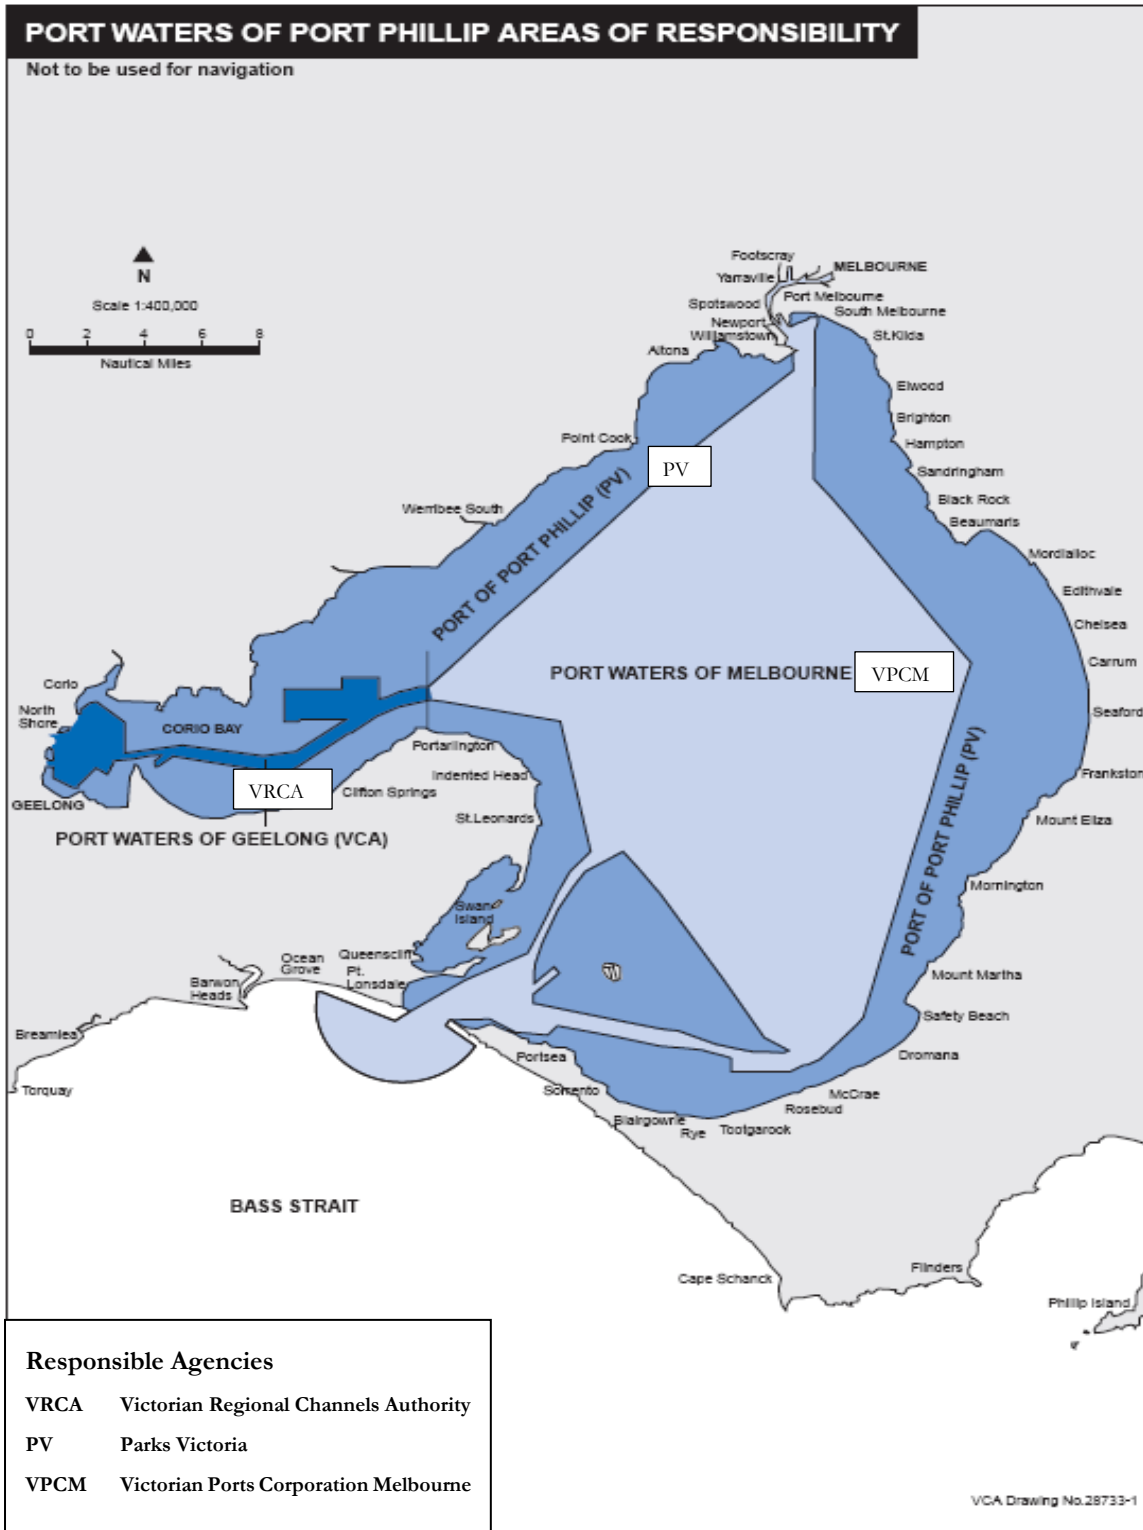 PORT WATERS OF PORT PHILLIP AREAS OF RESPONSIBILITY
Not to be used for navigation
N
Scale 1:400,000
0 2 4 6 8
Nautical Miles
Footscray
MELBOURNE
Yarraville
Port Melbourne
Spotswood
South Melbourne
Newport
Williamstown
St.Kilda
Altona
Elwood
Brighton
Point Cook
Hampton
PV
Sandringham
Werribee South
Black Rock
Beaumaris
PORT OF PORT PHILLIP (PV)
Mordialloc
Edithvale
Chelsea
Carrum
PORT WATERS OF MELBOURNE
VPCM
Corio
North
Shore
Seaford
CORIO BAY
Portarlington
Indented Head
Frankston
VRCA
Clifton Springs
GEELONG
St.Leonards
Mount Eliza
PORT WATERS OF GEELONG (VCA)
PORT OF PORT PHILLIP (PV)
Mornington
Swan
Island
Queenscliff
Ocean
Grove
Pt.
Lonsdale
Mount Martha
Barwon
Heads
Safety Beach
Breamlea
Portsea
Dromana
Torquay
Sorrento
McCrae
Rosebud
Blairgowrie
Rye
Tootgarook
BASS STRAIT
Flinders
Cape Schanck
Phillip Island
Responsible Agencies
VRCA Victorian Regional Channels Authority
PV Parks Victoria
VPCM Victorian Ports Corporation Melbourne
VCA Drawing No.28733-1